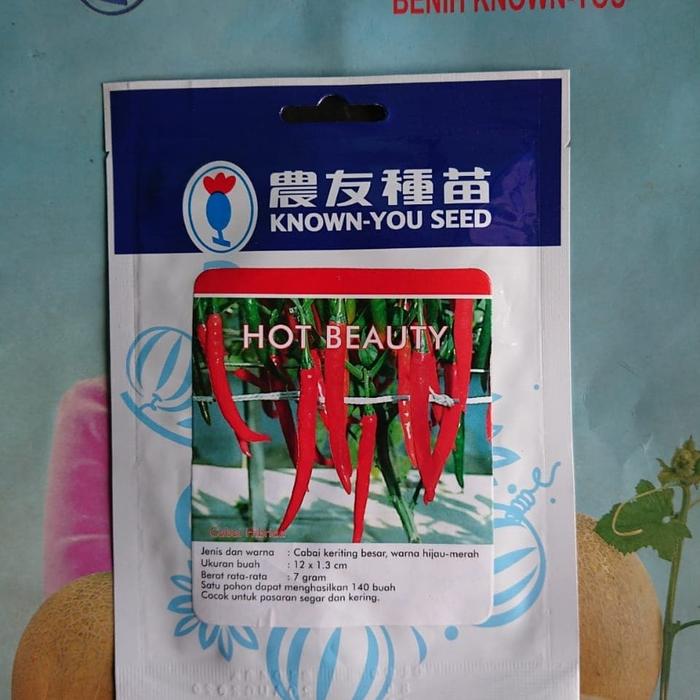 BENIH KNOWN-YOU
農友種苗
KNOWN-YOU SEED
HOT BEAUTY
Cabai Hibrida
Jenis dan warna : Cabai keriting besar, warna hijau-merah
Ukuran buah : 12 x 1.3 cm
Berat rata-rata : 7 gram
Satu pohon dapat menghasilkan 140 buah
Cocok untuk pasaran segar dan kering.